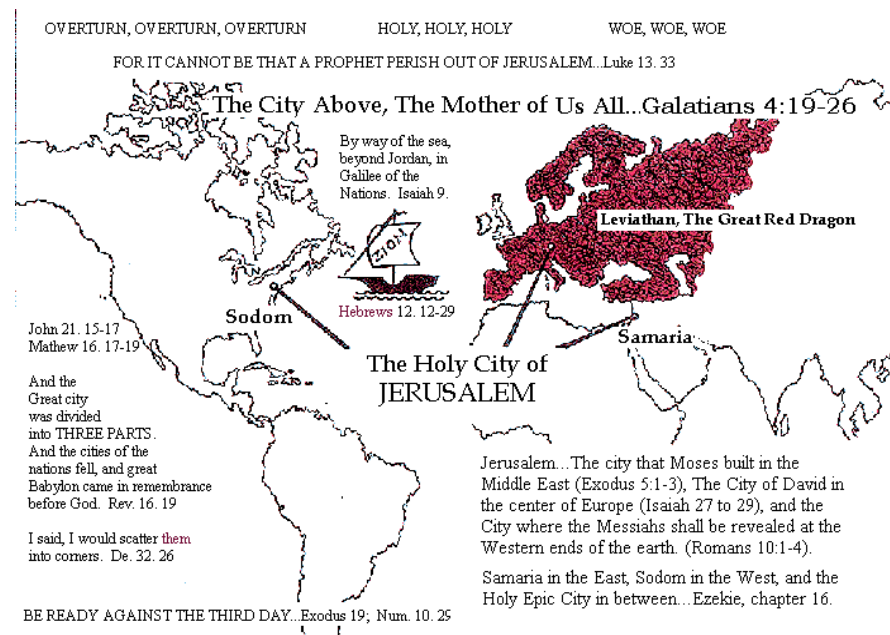 OVERTURN, OVERTURN, OVERTURN HOLY, HOLY, HOLY WOE, WOE, WOE
FOR IT CANNOT BE THAT A PROPHET PERISH OUT OF JERUSALEM...Luke 13. 33
The City Above, The Mother of Us All...Galatians 4:19-26
By way of the sea,
beyond Jordan, in
Galilee of the
Nations. Isaiah 9.
Leviathan, The Great Red Dragon
ZION
Hebrews 12. 12-29
Sodom
Samaria
John 21. 15-17
Mathew 16. 17-19
The Holy City of
JERUSALEM
And the
Great city
was divided
into THREE PARTS.
And the cities of the
nations fell, and great
Babylon came in remembrance
before God. Rev. 16. 19
I said, I would scatter them
into corners. De. 32. 26
Jerusalem...The city that Moses built in the
Middle East (Exodus 5:1-3), The City of David in
the center of Europe (Isaiah 27 to 29), and the
City where the Messiahs shall be revealed at the
Western ends of the earth. (Romans 10:1-4).
Samaria in the East, Sodom in the West, and the
Holy Epic City in between...Ezekie, chapter 16.
BE READY AGAINST THE THIRD DAY...Exodus 19; Num. 10. 29